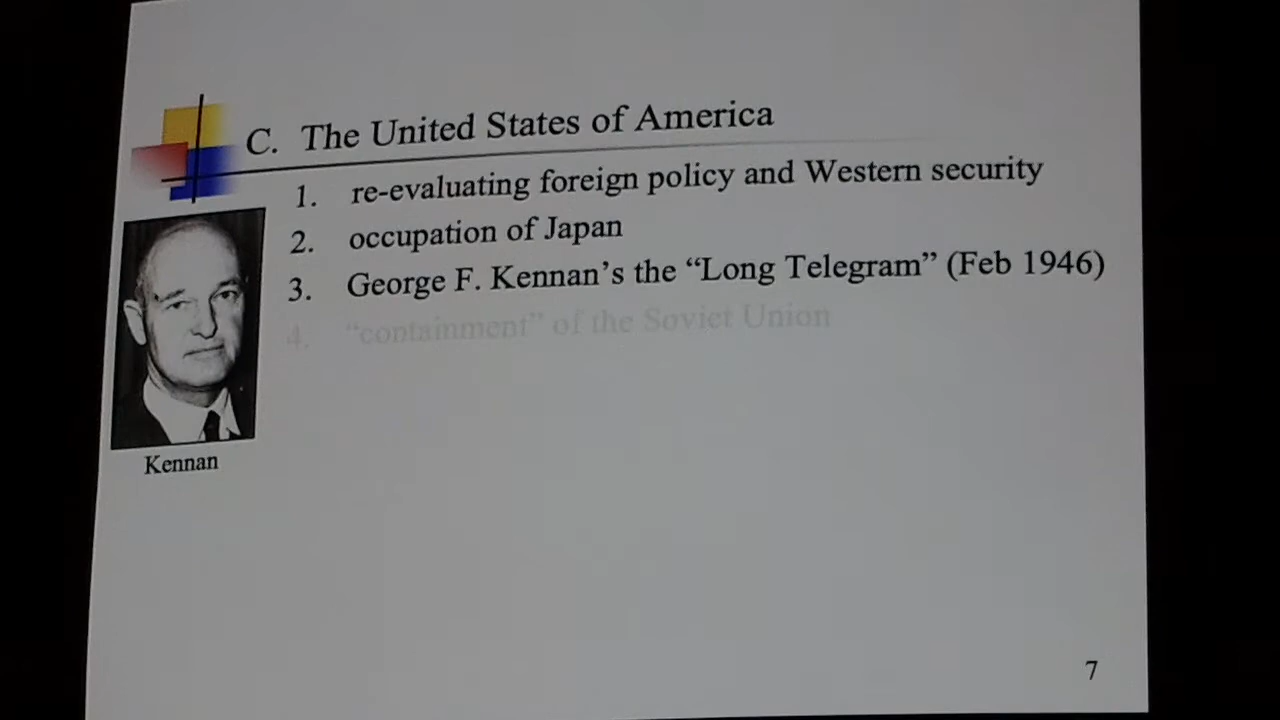 C. The United States of America
1. re-evaluating foreign policy and Western security
2. occupation of Japan
3. George F. Kennan’s the “Long Telegram” (Feb 1946)
4. “containment” of the Soviet Union
Kennan
7